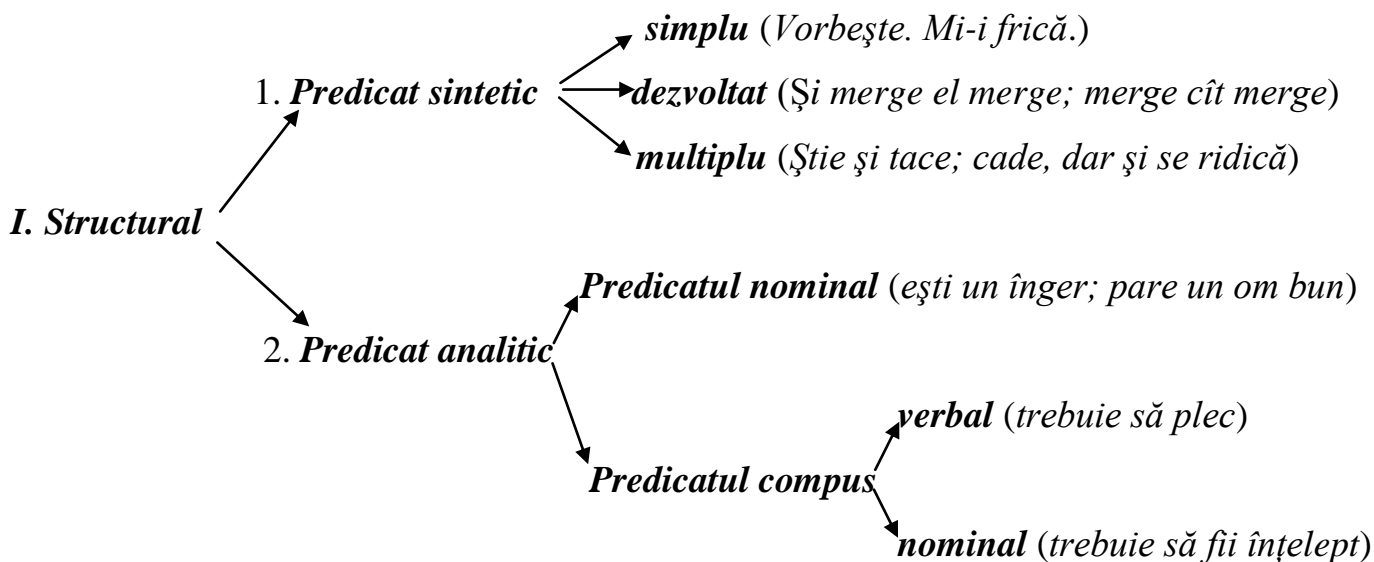 simplu (Vorbeşte. Mi-i frică.)
1. Predicat sintetic dezvoltat (Şi merge el merge; merge cît merge)
multiplu (Ştie şi tace; cade, dar şi se ridică)
I. Structural
Predicatul nominal (eşti un înger; pare un om bun)
2. Predicat analitic
verbal (trebuie să plec)
Predicatul compus
nominal (trebuie să fii înțelept)